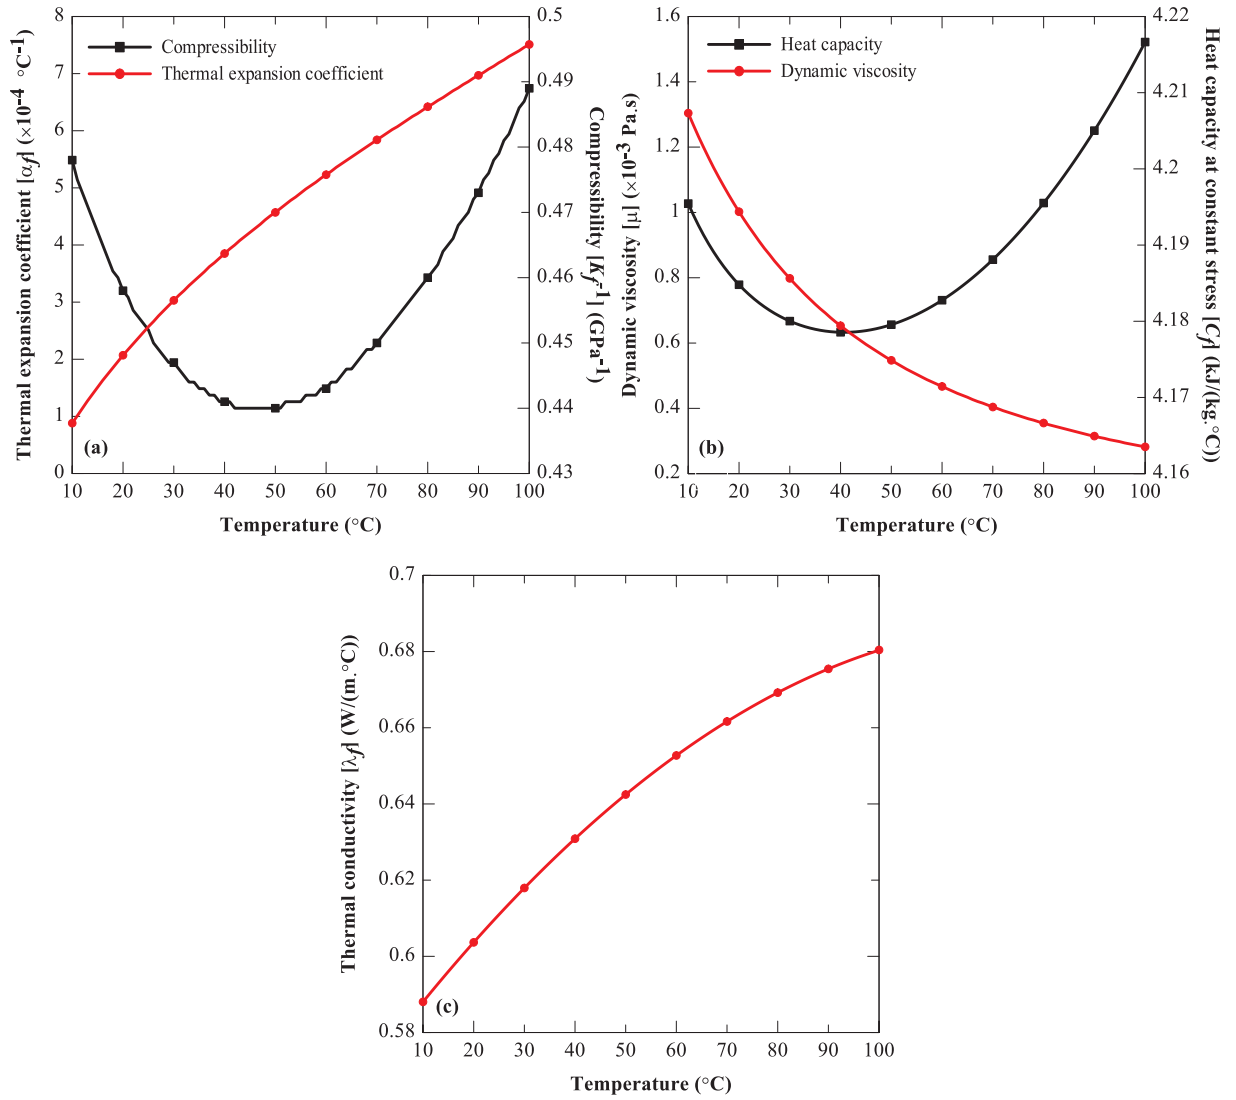 8
7
6
5
4
3
2
1
0
Thermal expansion coefficient [αf] (×10-4 °C-1)
Compressibility
Thermal expansion coefficient
(a)
0.5
0.49
0.48
0.47
0.46
0.45
0.44
0.43
Compressibility [Kf-1] (GPa-1)
10 20 30 40 50 60 70 80 90 100
Temperature (°C)
1.6
1.4
1.2
1
0.8
0.6
0.4
0.2
Dynamic viscosity [μ] (×10-3 Pa.s)
Heat capacity
Dynamic viscosity
(b)
4.22
4.21
4.2
4.19
4.18
4.17
4.16
Heat capacity at constant stress [Cf] (kJ/(kg.°C))
10 20 30 40 50 60 70 80 90 100
Temperature (°C)
0.7
0.68
0.66
0.64
0.62
0.6
0.58
Thermal conductivity [λf] (W/(m.°C))
(c)
10 20 30 40 50 60 70 80 90 100
Temperature (°C)